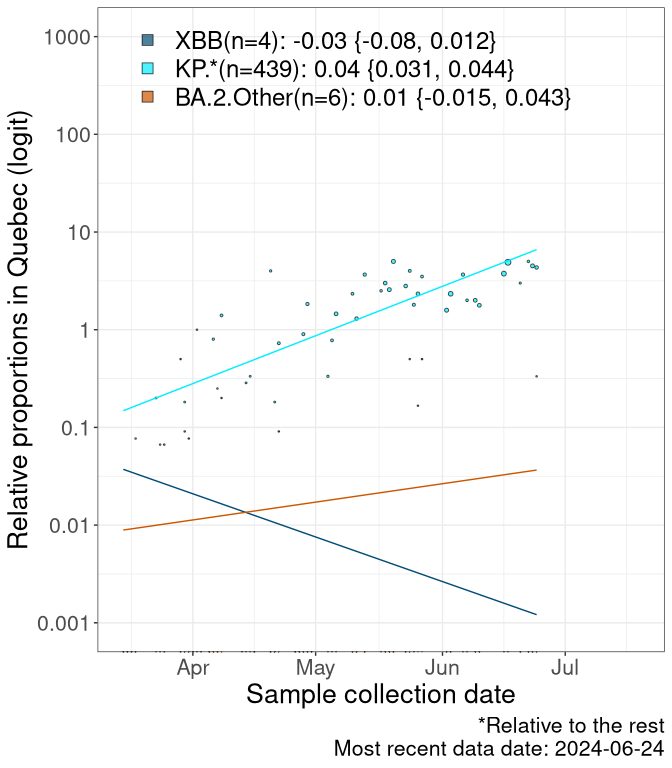 XBB(n=4): -0.03 {-0.08, 0.012}
KP.*(n=439): 0.04 {0.031, 0.044}
BA.2.Other(n=6): 0.01 {-0.015, 0.043}
Relative proportions in Quebec (logit)
1000
100
10
1
0.1
0.01
0.001
Apr May Jun Jul
Sample collection date
*Relative to the rest
Most recent data date: 2024-06-24